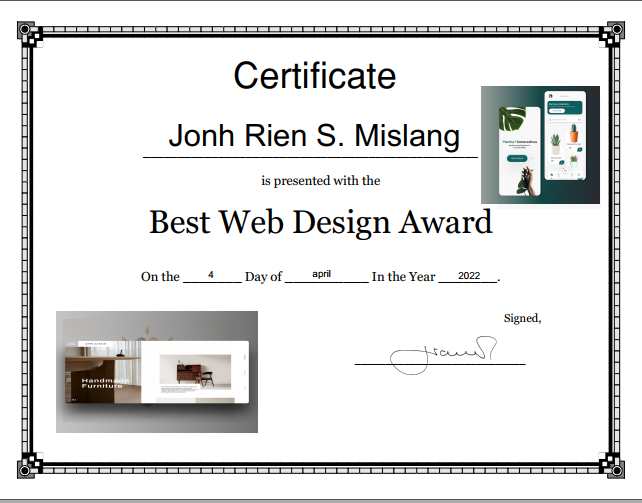 Certificate
Jonh Rien S. Mislang
is presented with the
Best Web Design Award
On the 4 Day of april In the Year 2022.
Signed,
Handmade
Furniture